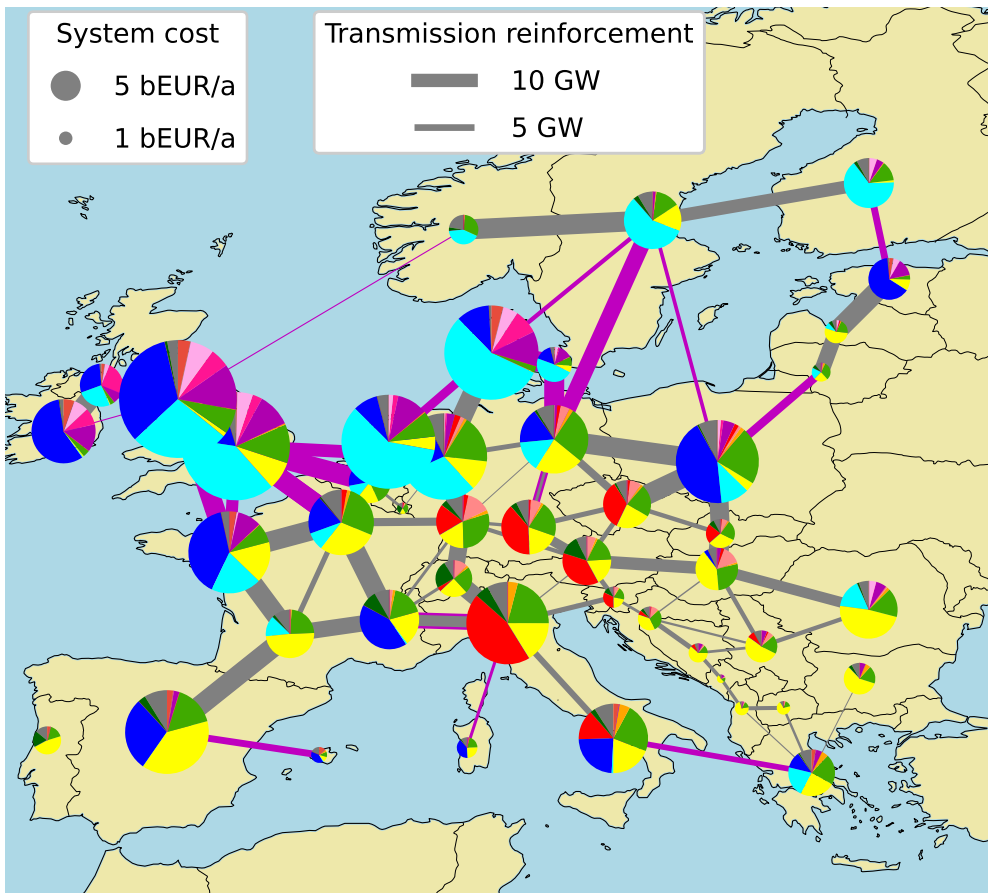 System cost
5 bEUR/a
1 bEUR/a
Transmission reinforcement
10 GW
5 GW